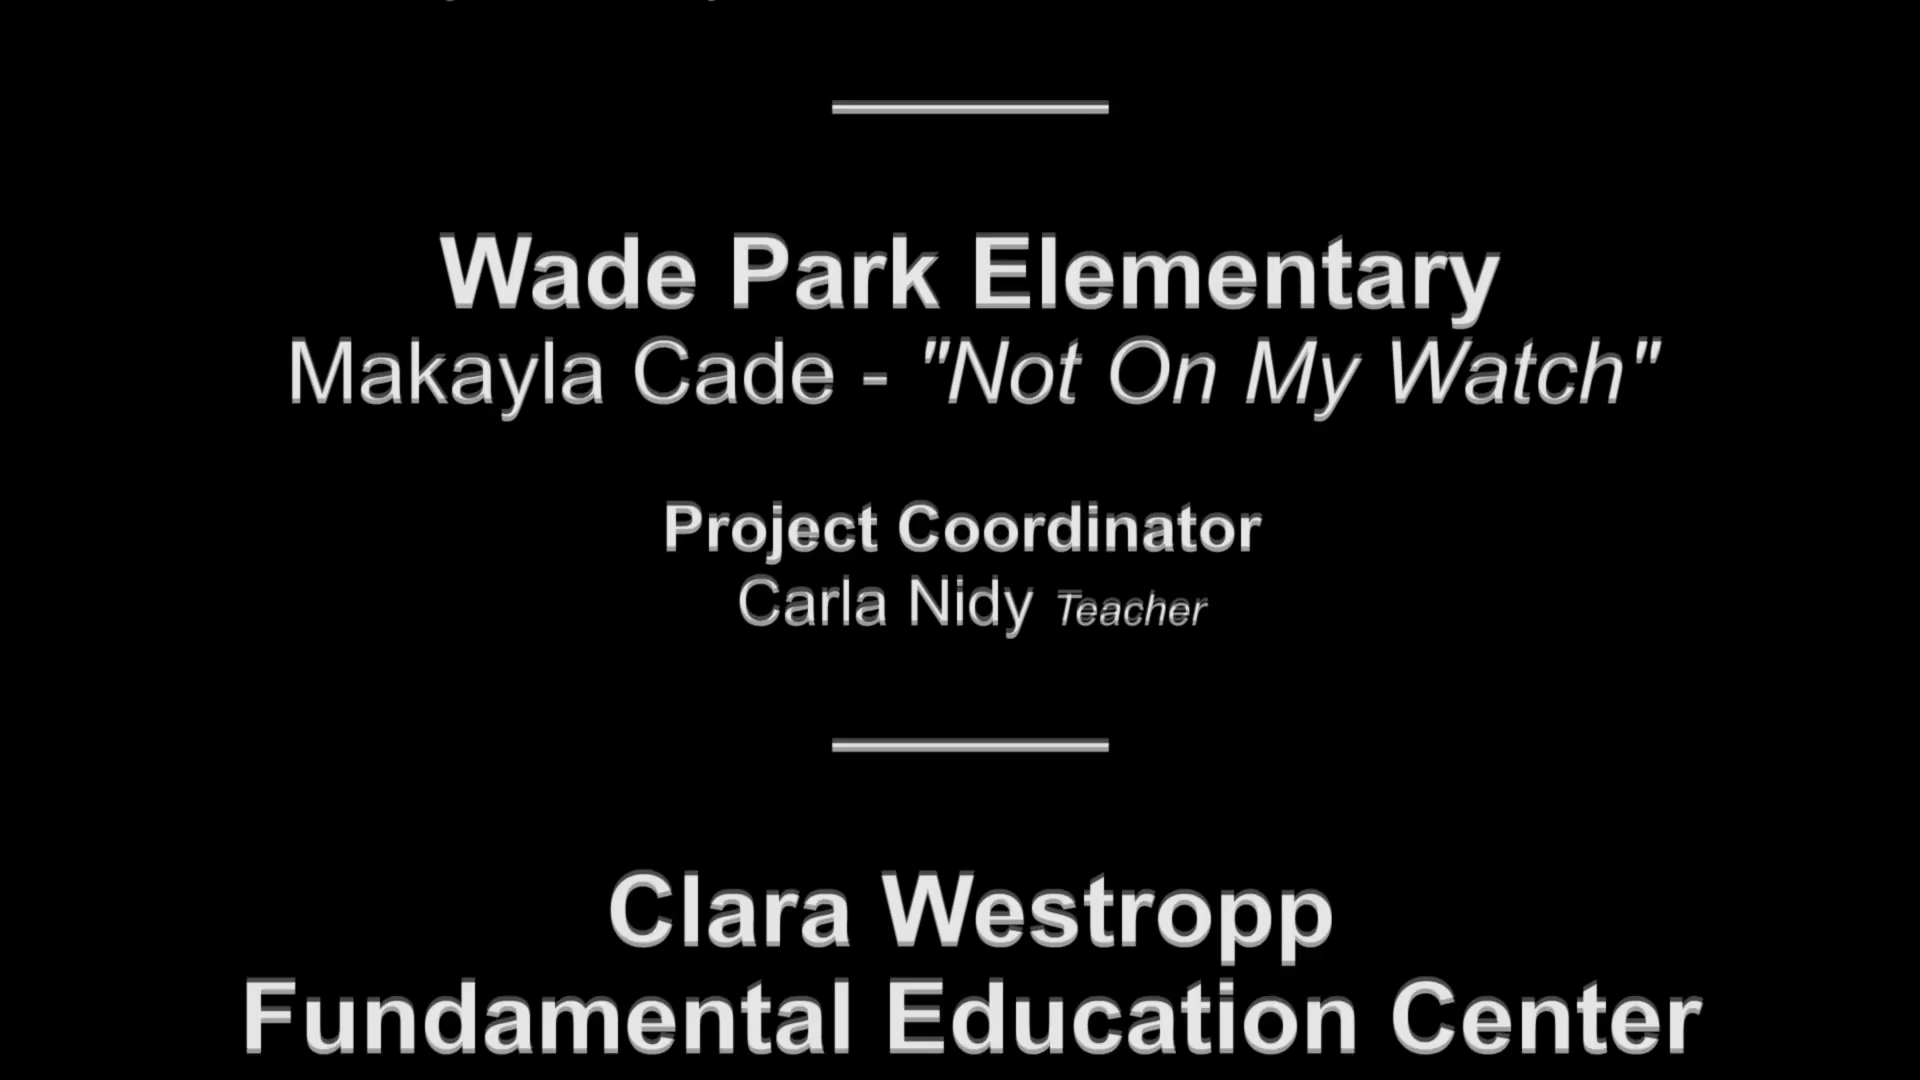 Wade Park Elementary
Makayla Cade - "Not On My Watch"
Project Coordinator
Carla Nidy Teacher
Clara Westropp
Fundamental Education Center